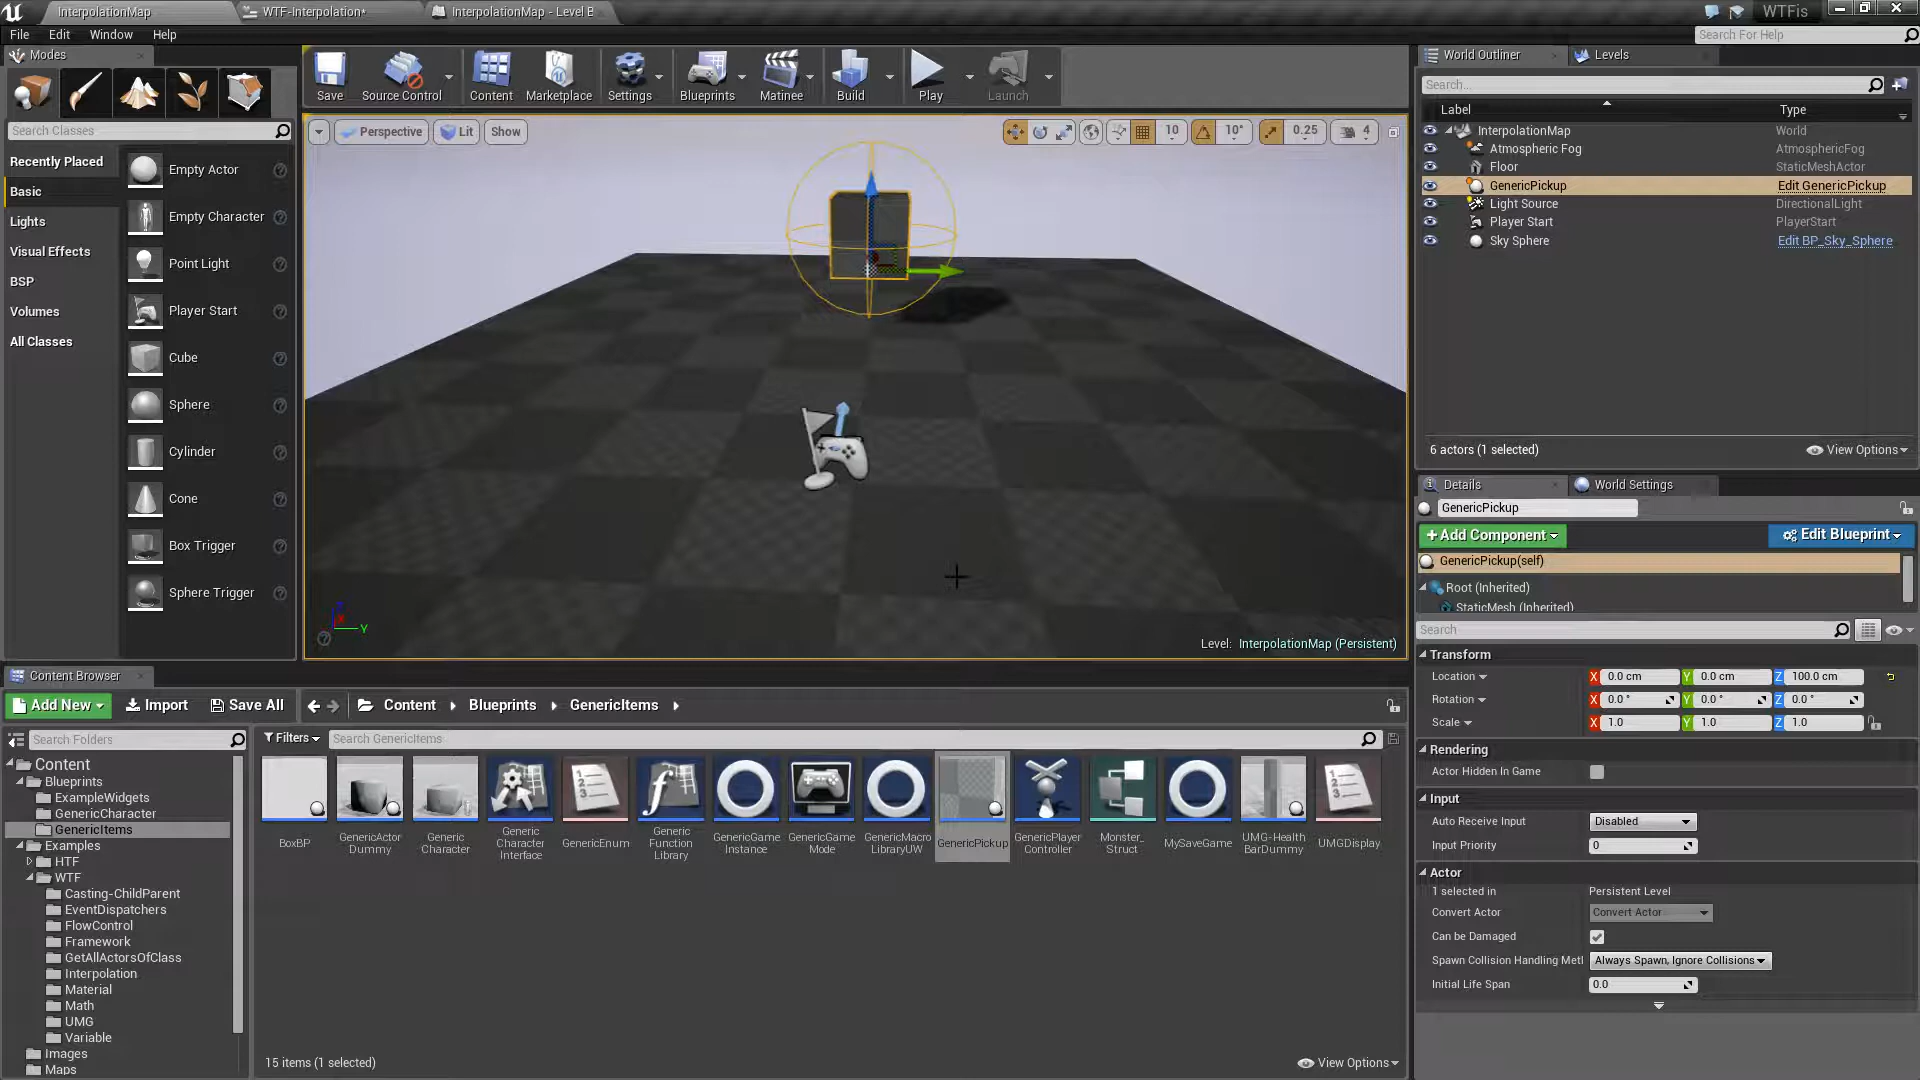 InterpolationMap
WTF-Interpolation*
InterpolationMap - Level B
WTFis
File Edit Window Help
Search For Help
Modes
Search Classes
Recently Placed
Basic
Lights
Visual Effects
BSP
Volumes
All Classes
Empty Actor
Empty Character
Point Light
Player Start
Cube
Sphere
Cylinder
Cone
Box Trigger
Sphere Trigger
Save
Source Control
Content
Marketplace
Settings
Blueprints
Matinee
Build
Play
Launch
Perspective
Lit
Show
10
10°
0.25
4
Y
Level: InterpolationMap (Persistent)
World Outliner
Levels
Search...
Label Type
InterpolationMap World
Atmospheric Fog AtmosphericFog
Floor StaticMeshActor
GenericPickup Edit GenericPickup
Light Source DirectionalLight
Player Start PlayerStart
Sky Sphere Edit BP_Sky_Sphere
6 actors (1 selected)
View Options
Details
World Settings
GenericPickup
+Add Component
Edit Blueprint
GenericPickup(self)
Root (Inherited)
StaticMesh (Inherited)
Search
Transform
Location X 0.0 cm Y 0.0 cm Z 100.0 cm
Rotation X 0.0 ° Y 0.0 ° Z 0.0 °
Scale X 1.0 Y 1.0 Z 1.0
Rendering
Actor Hidden In Game
Input
Auto Receive Input Disabled
Input Priority 0
Actor
1 selected in Persistent Level
Convert Actor Convert Actor
Can be Damaged
Spawn Collision Handling Metl Always Spawn, Ignore Collisions
Initial Life Span 0.0
Content Browser
Add New
Import
Save All
Content
Blueprints
GenericItems
Search Folders
Content
Blueprints
ExampleWidgets
GenericCharacter
GenericItems
Examples
HTF
WTF
Casting-ChildParent
EventDispatchers
FlowControl
Framework
GetAllActorsOfClass
Interpolation
Material
Math
UMG
Variable
Images
Maps
Filters
Search GenericItems
BoxBP
GenericActor
Dummy
Generic
Character
Generic
Character
Interface
GenericEnum
Generic
Function
Library
GenericGame
Instance
GenericGame
Mode
GenericMacro
LibraryUW
GenericPickup
GenericPlayer
Controller
Monster_
Struct
MySaveGame
UMG-Health
BarDummy
UMGDisplay
15 items (1 selected)
View Options